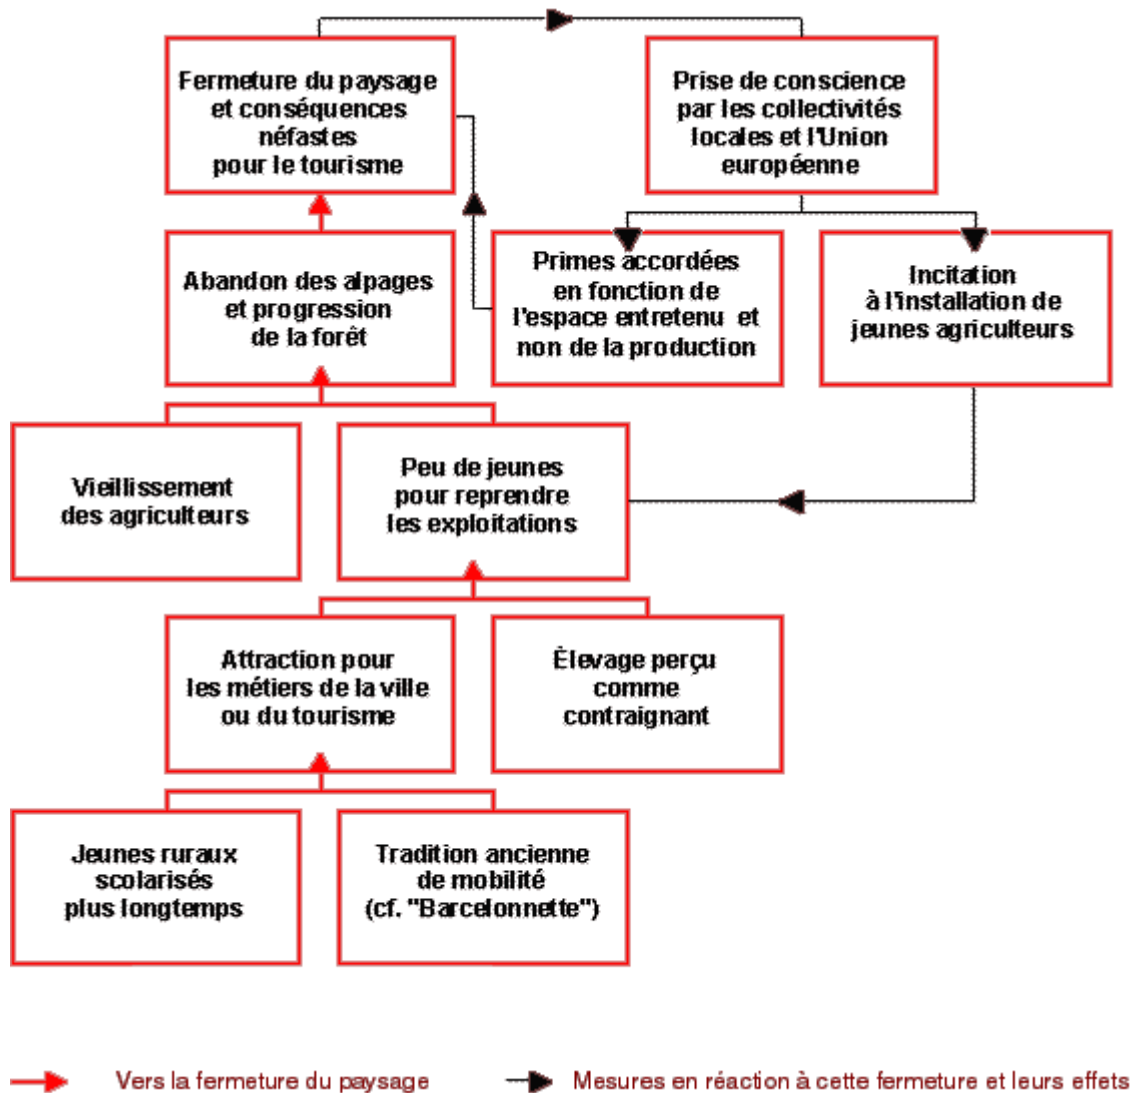 Fermeture du paysage
et conséquences
néfastes
pour le tourisme
Prise de conscience
par les collectivités
locales et l'Union
européenne
Abandon des alpages
et progression
de la forêt
Primes accordées
en fonction de
l'espace entretenu et
non de la production
Incitation
à l'installation de
jeunes agriculteurs
Vieillissement
des agriculteurs
Peu de jeunes
pour reprendre
les exploitations
Attraction pour
les métiers de la ville
ou du tourisme
Élevage perçu
comme
contraignant
Jeunes ruraux
scolarisés
plus longtemps
Tradition ancienne
de mobilité
(cf. "Barcelonnette")
Vers la fermeture du paysage
Mesures en réaction à cette fermeture et leurs effets